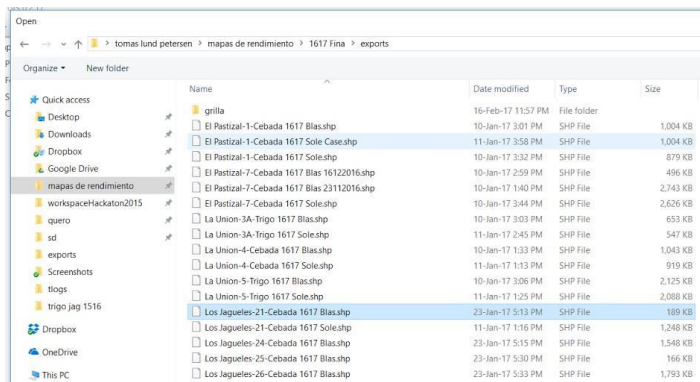 Open
tomas lund petersen > mapas de rendimiento > 1617 Fina > exports
Organize New folder
Quick access
Desktop
Downloads
Dropbox
Google Drive
mapas de rendimiento
workspaceHackaton2015
quero
sd
exports
Screenshots
tlogs
trigo jag 1516
Dropbox
OneDrive
This PC
Name Date modified Type Size
grilla 16-Feb-17 11:57 PM File folder
El Pastizal-1-Cebada 1617 Blas.shp 10-Jan-17 3:01 PM SHP File 1,004 KB
El Pastizal-1-Cebada 1617 Sole Case.shp 11-Jan-17 3:58 PM SHP File 1,004 KB
El Pastizal-1-Cebada 1617 Sole.shp 10-Jan-17 3:32 PM SHP File 879 KB
El Pastizal-7-Cebada 1617 Blas 16122016.shp 10-Jan-17 2:59 PM SHP File 496 KB
El Pastizal-7-Cebada 1617 Blas 23112016.shp 10-Jan-17 1:40 PM SHP File 2,743 KB
El Pastizal-7-Cebada 1617 Sole.shp 10-Jan-17 3:44 PM SHP File 2,626 KB
La Union-3A-Trigo 1617 Blas.shp 10-Jan-17 3:03 PM SHP File 653 KB
La Union-3A-Trigo 1617 Sole.shp 11-Jan-17 2:45 PM SHP File 547 KB
La Union-4-Cebada 1617 Blas.shp 10-Jan-17 1:33 PM SHP File 1,043 KB
La Union-4-Cebada 1617 Sole.shp 11-Jan-17 1:13 PM SHP File 919 KB
La Union-5-Trigo 1617 Blas.shp 10-Jan-17 3:06 PM SHP File 2,125 KB
La Union-5-Trigo 1617 Sole.shp 11-Jan-17 1:25 PM SHP File 2,088 KB
Los Jagueles-21-Cebada 1617 Blas.shp 23-Jan-17 5:13 PM SHP File 189 KB
Los Jagueles-21-Cebada 1617 Sole.shp 11-Jan-17 1:16 PM SHP File 1,248 KB
Los Jagueles-24-Cebada 1617 Blas.shp 23-Jan-17 5:15 PM SHP File 1,548 KB
Los Jagueles-25-Cebada 1617 Blas.shp 23-Jan-17 5:30 PM SHP File 166 KB
Los Jagueles-26-Cebada 1617 Blas.shp 23-Jan-17 5:33 PM SHP File 1,793 KB